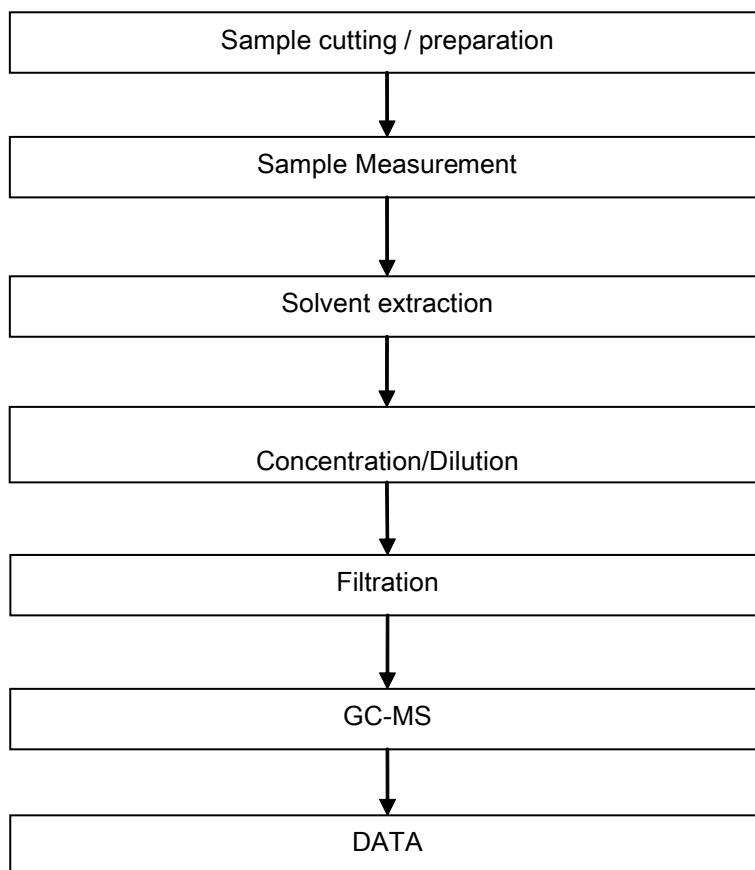 Sample cutting / preparation
Sample Measurement
Solvent extraction
Concentration/Dilution
Filtration
GC-MS
DATA